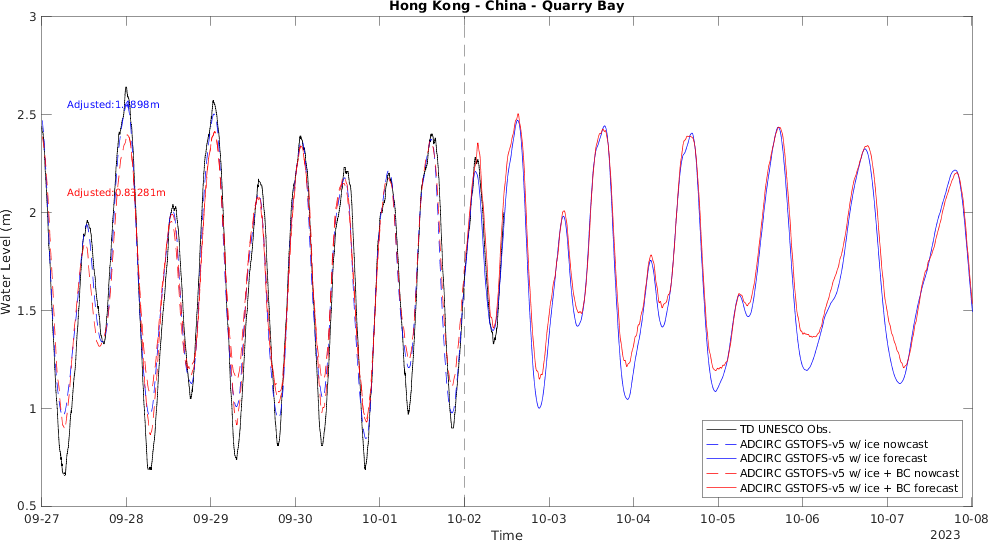 Hong Kong - China - Quarry Bay
3
2.5
2
1.5
1
0.5
Water Level (m)
Adjusted:1.4898m
Adjusted:0.83281m
TD UNESCO Obs.
ADCIRC GSTOFS-v5 w/ ice nowcast
ADCIRC GSTOFS-v5 w/ ice forecast
ADCIRC GSTOFS-v5 w/ ice + BC nowcast
ADCIRC GSTOFS-v5 w/ ice + BC forecast
09-27 09-28 09-29 09-30 10-01 10-02 10-03 10-04 10-05 10-06 10-07 10-08
Time
2023